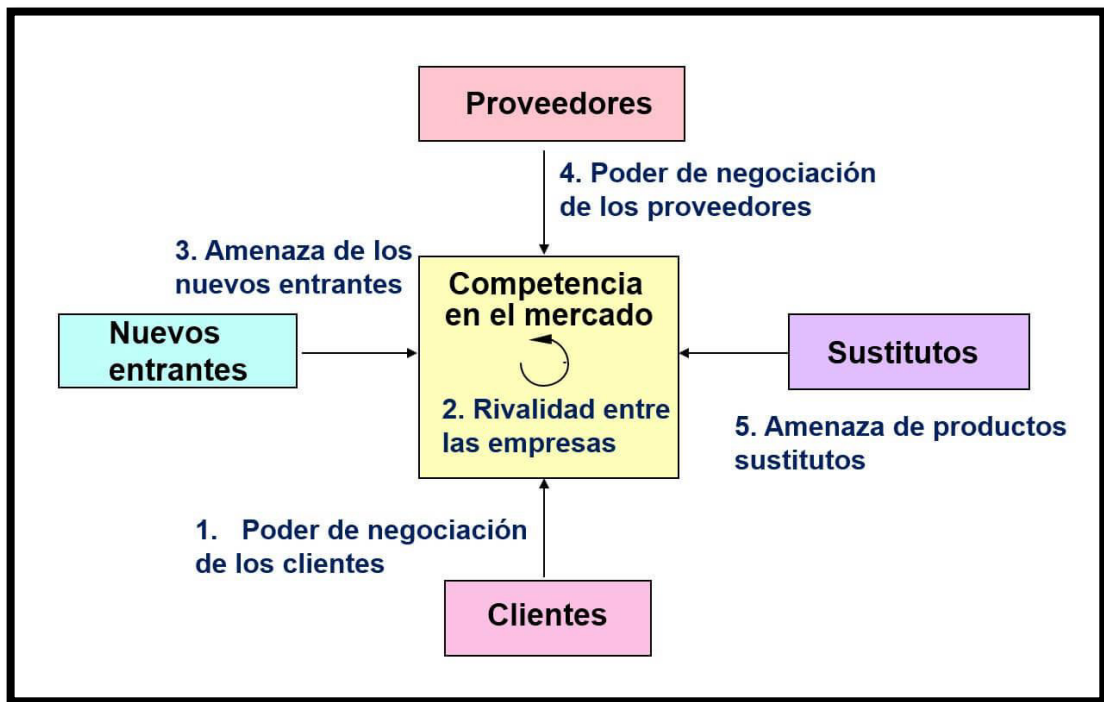 Proveedores
4. Poder de negociación
de los proveedores
3. Amenaza de los
nuevos entrantes
Competencia
en el mercado
Nuevos
entrantes
Sustitutos
2. Rivalidad entre
las empresas
5. Amenaza de productos
sustitutos
1. Poder de negociación
de los clientes
Clientes